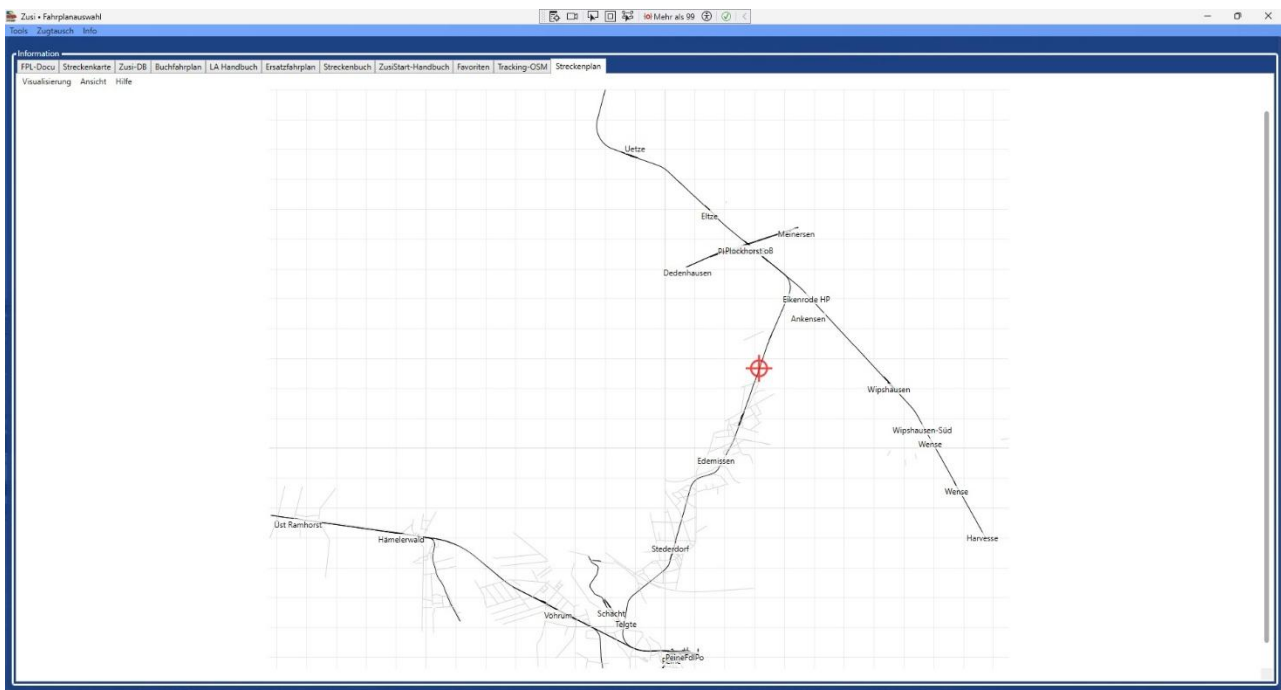 Zusi • Fahrplanauswahl
Mehr als 99
Tools Zugtausch Info
Information
FPL-Docu Streckenkarte Zusi-DB Buchfahrplan LA Handbuch Ersatzfahrplan Streckenbuch ZusiStart-Handbuch Favoriten Tracking-OSM Streckenplan
Visualisierung Ansicht Hilfe
Uetze
Eltze
Meinersen
Plockhorst oB
Dedenhausen
Eikenrode HP
Ankensen
Wipshausen
Wipshausen-Süd
Wense
Edemissen
Wense
Üst Ramhorst
Hämelerwald
Harvesse
Stederdorf
Schacht
Vöhrum
Telgte